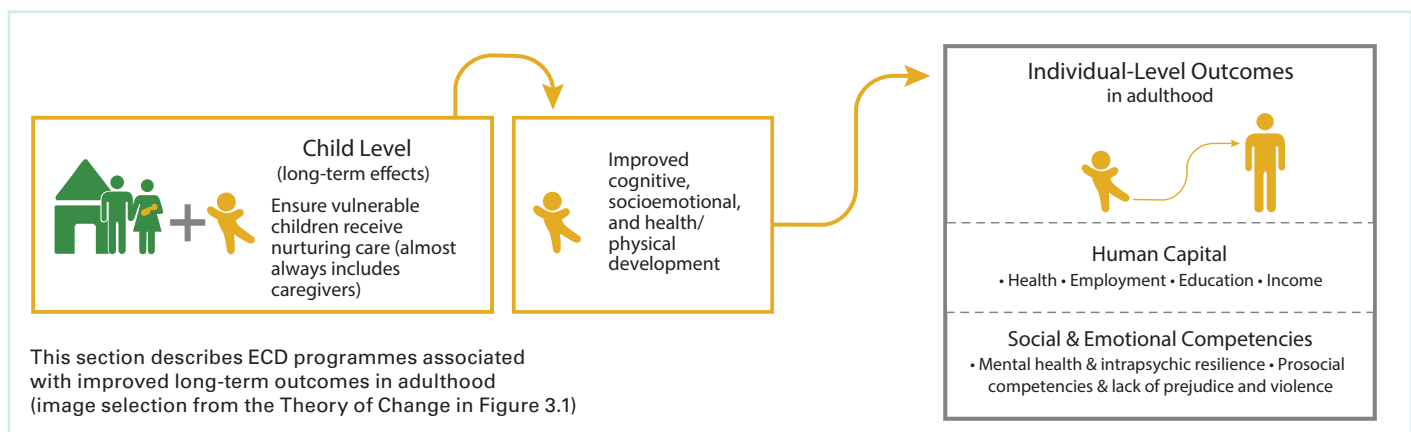 Child Level
(long-term effects)
Ensure vulnerable
children receive
nurturing care (almost
always includes
caregivers)
Improved
cognitive,
socioemotional,
and health/
physical
development
Individual-Level Outcomes
in adulthood
Human Capital
• Health • Employment • Education • Income
Social & Emotional Competencies
• Mental health & intrapsychic resilience • Prosocial
competencies & lack of prejudice and violence
This section describes ECD programmes associated
with improved long-term outcomes in adulthood
(image selection from the Theory of Change in Figure 3.1)